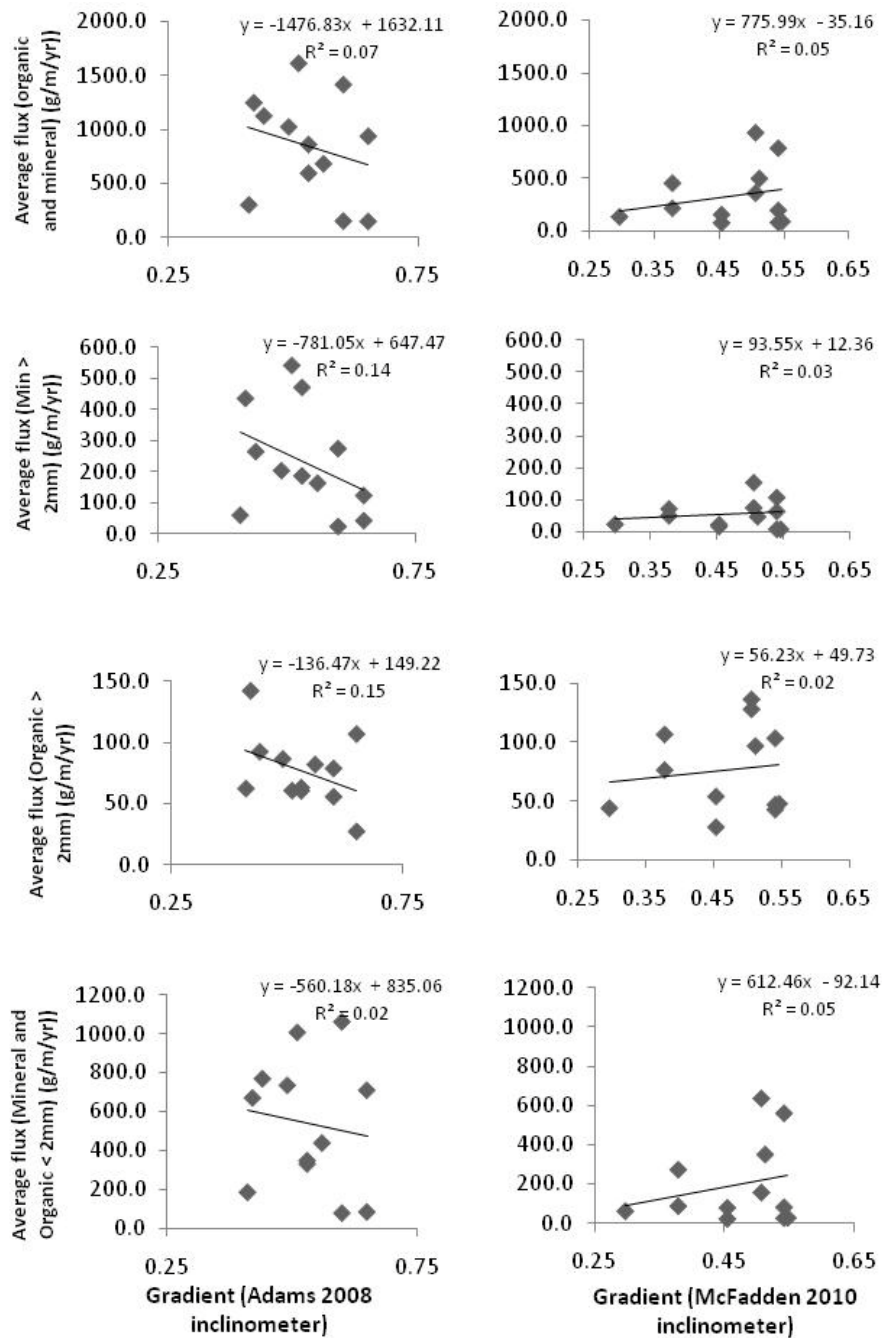 y = -1476.83x + 1632.11
R² = 0.07
Average flux (organic
and mineral) (g/m/yr))
2000.0
1500.0
1000.0
500.0
0.0
0.25
0.75
y = 775.99x - 35.16
R² = 0.05
2000.0
1500.0
1000.0
500.0
0.0
0.25 0.35 0.45 0.55 0.65
y = -781.05x + 647.47
R² = 0.14
Average flux (Min >
2mm) (g/m/yr))
600.0
500.0
400.0
300.0
200.0
100.0
0.0
0.25
0.75
y = 93.55x + 12.36
R² = 0.03
600.0
500.0
400.0
300.0
200.0
100.0
0.0
0.25 0.35 0.45 0.55 0.65
y = -136.47x + 149.22
R² = 0.15
Average flux (Organic >
2mm) (g/m/yr))
150.0
100.0
50.0
0.0
0.25
0.75
y = 56.23x + 49.73
R² = 0.02
150.0
100.0
50.0
0.0
0.25 0.35 0.45 0.55 0.65
y = -560.18x + 835.06
R² = 0.02
Average flux (Mineral and
Organic < 2mm) (g/m/yr))
1200.0
1000.0
800.0
600.0
400.0
200.0
0.0
0.25
0.75
Gradient (Adams 2008
inclinometer)
y = 612.46x - 92.14
R² = 0.05
1200.0
1000.0
800.0
600.0
400.0
200.0
0.0
0.25 0.45 0.65
Gradient (McFadden 2010
inclinometer)